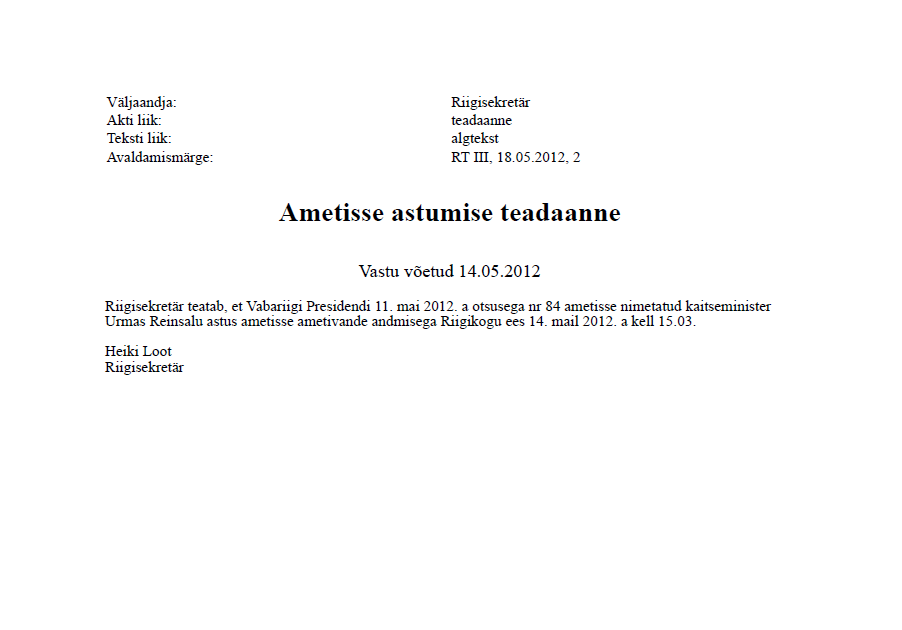 Väljaandja: Riigisekretär
Akti liik: teadaanne
Teksti liik: algtekst
Avaldamismärge: RT III, 18.05.2012, 2
Ametisse astumise teadaanne
Vastu võetud 14.05.2012
Riigisekretär teatab, et Vabariigi Presidendi 11. mai 2012. a otsusega nr 84 ametisse nimetatud kaitseminister
Urmas Reinsalu astus ametisse ametivande andmisega Riigikogu ees 14. mail 2012. a kell 15.03.
Heiki Loot
Riigisekretär